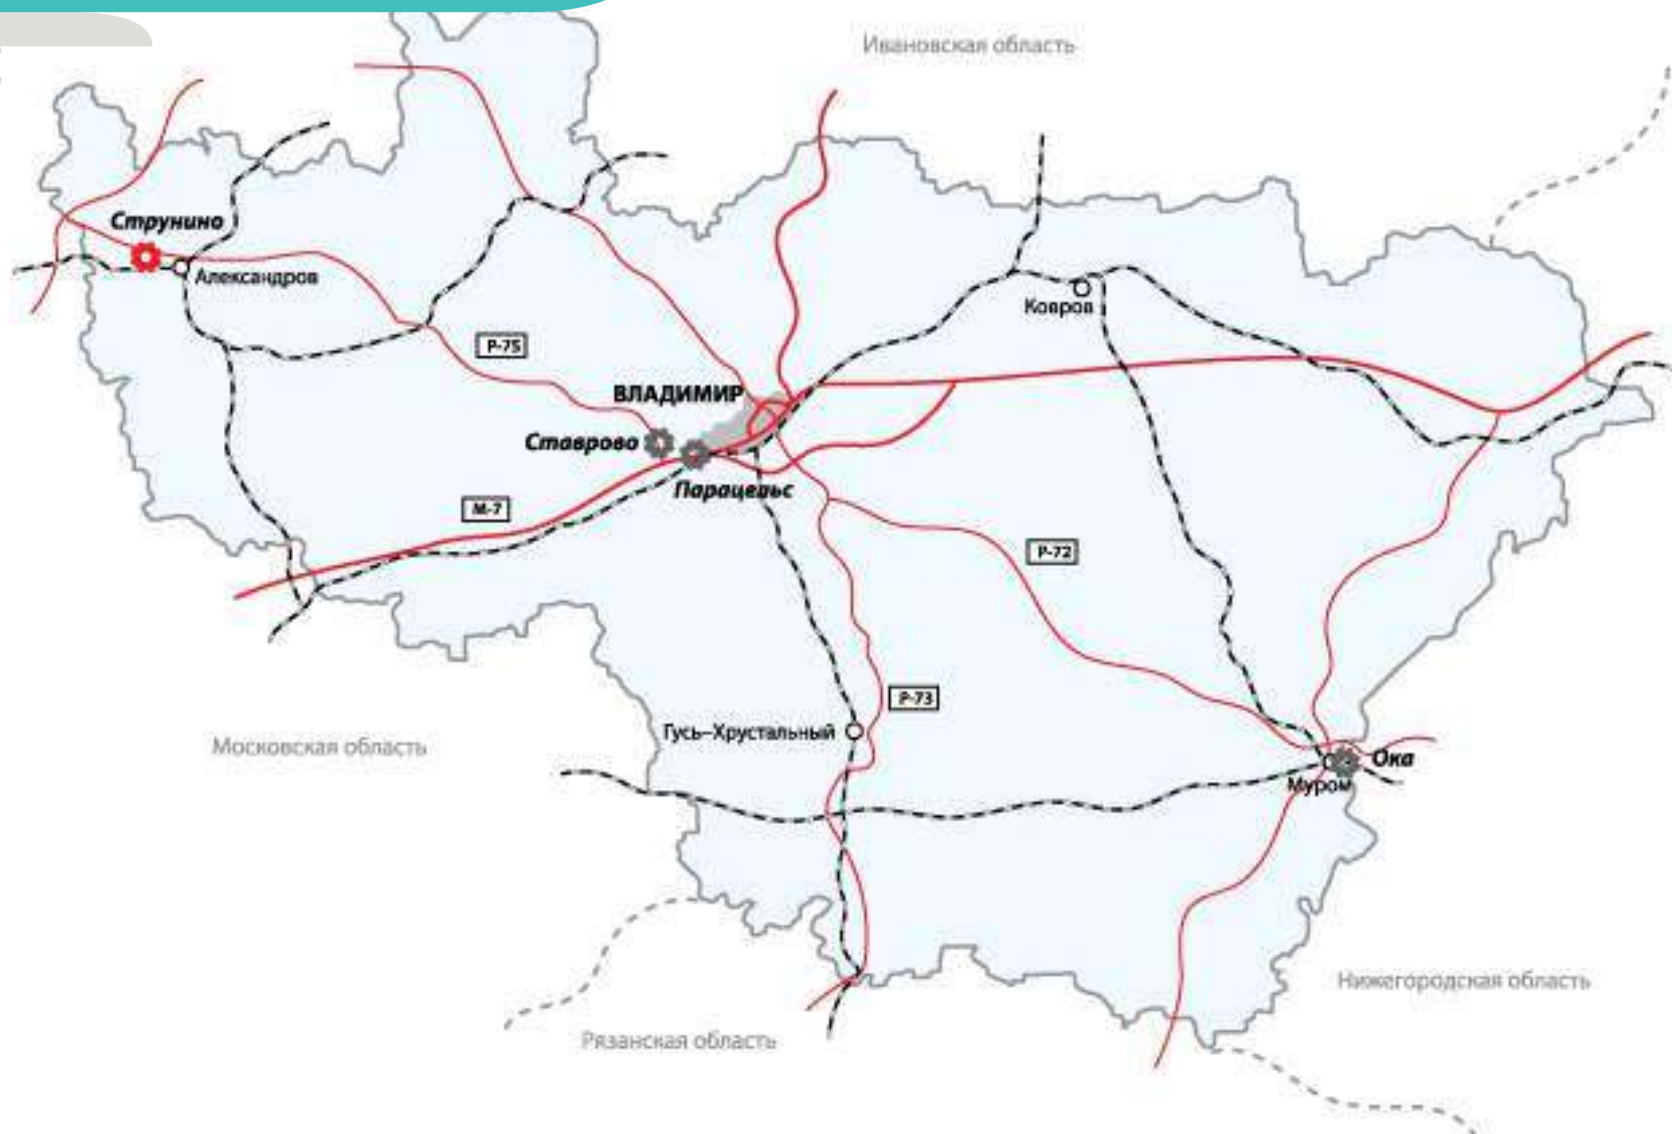 Ивановская область
Струнино
Александров
Ковров
Р-75
ВЛАДИМИР
Ставрово
Парацельс
М-7
Р-72
Р-73
Гусь-Хрустальный
Московская область
Ока
Муром
Нижегородская область
Рязанская область